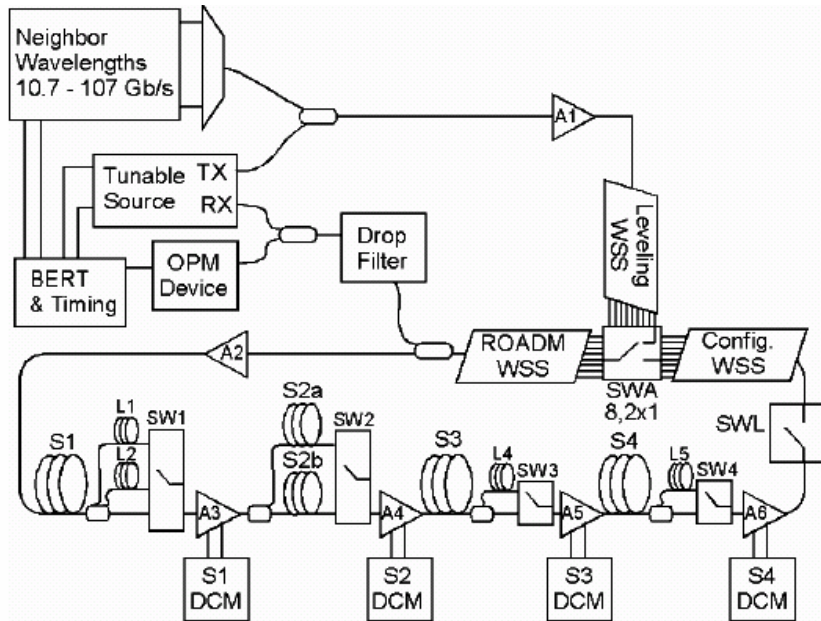 Neighbor
Wavelengths
10.7 - 107 Gb/s
A1
Tunable
Source
TX
RX
Leveling
WSS
Drop
Filter
OPM
Device
BERT
& Timing
A2
ROADM
WSS
Config.
WSS
SWA
8,2x1
SWL
S1
L1
L2
SW1
S2a
S2b
SW2
S3
L4
SW3
S4
L5
SW4
A3
A4
A5
A6
S1
DCM
S2
DCM
S3
DCM
S4
DCM